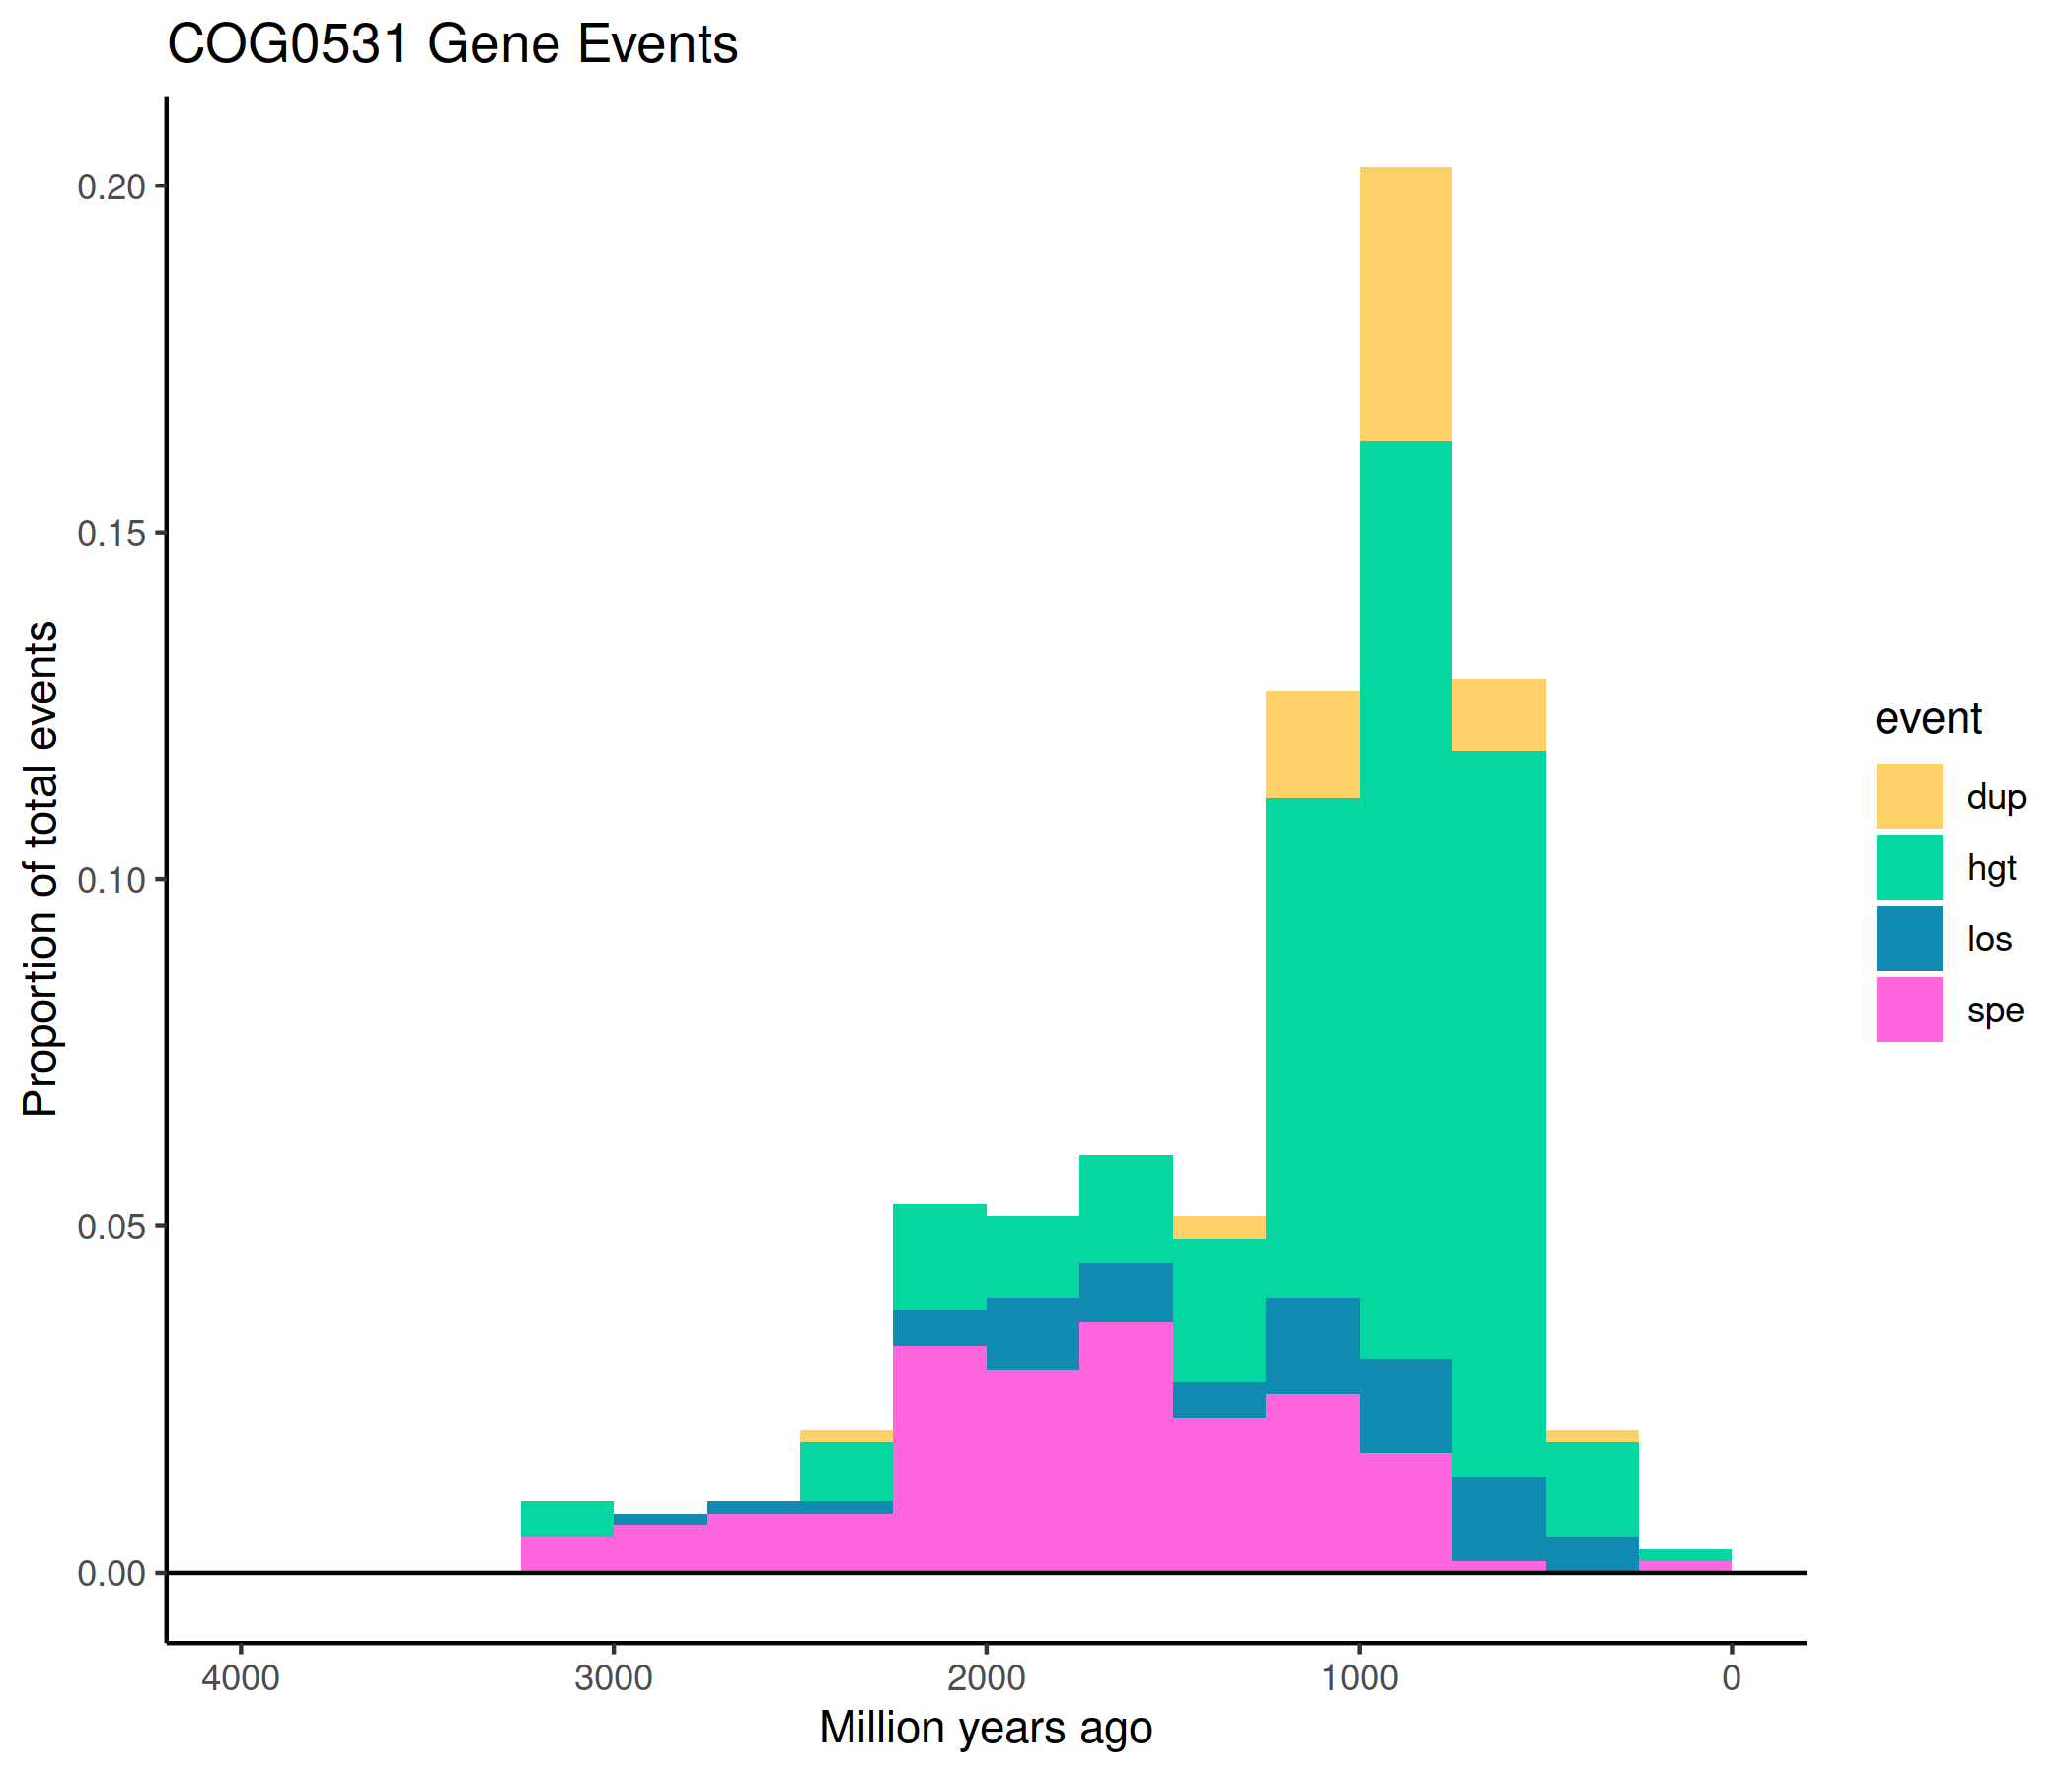 COG0531 Gene Events
Proportion of total events
0.20
0.15
0.10
0.05
0.00
4000 3000 2000 1000 0
Million years ago
event
dup
hgt
los
spe